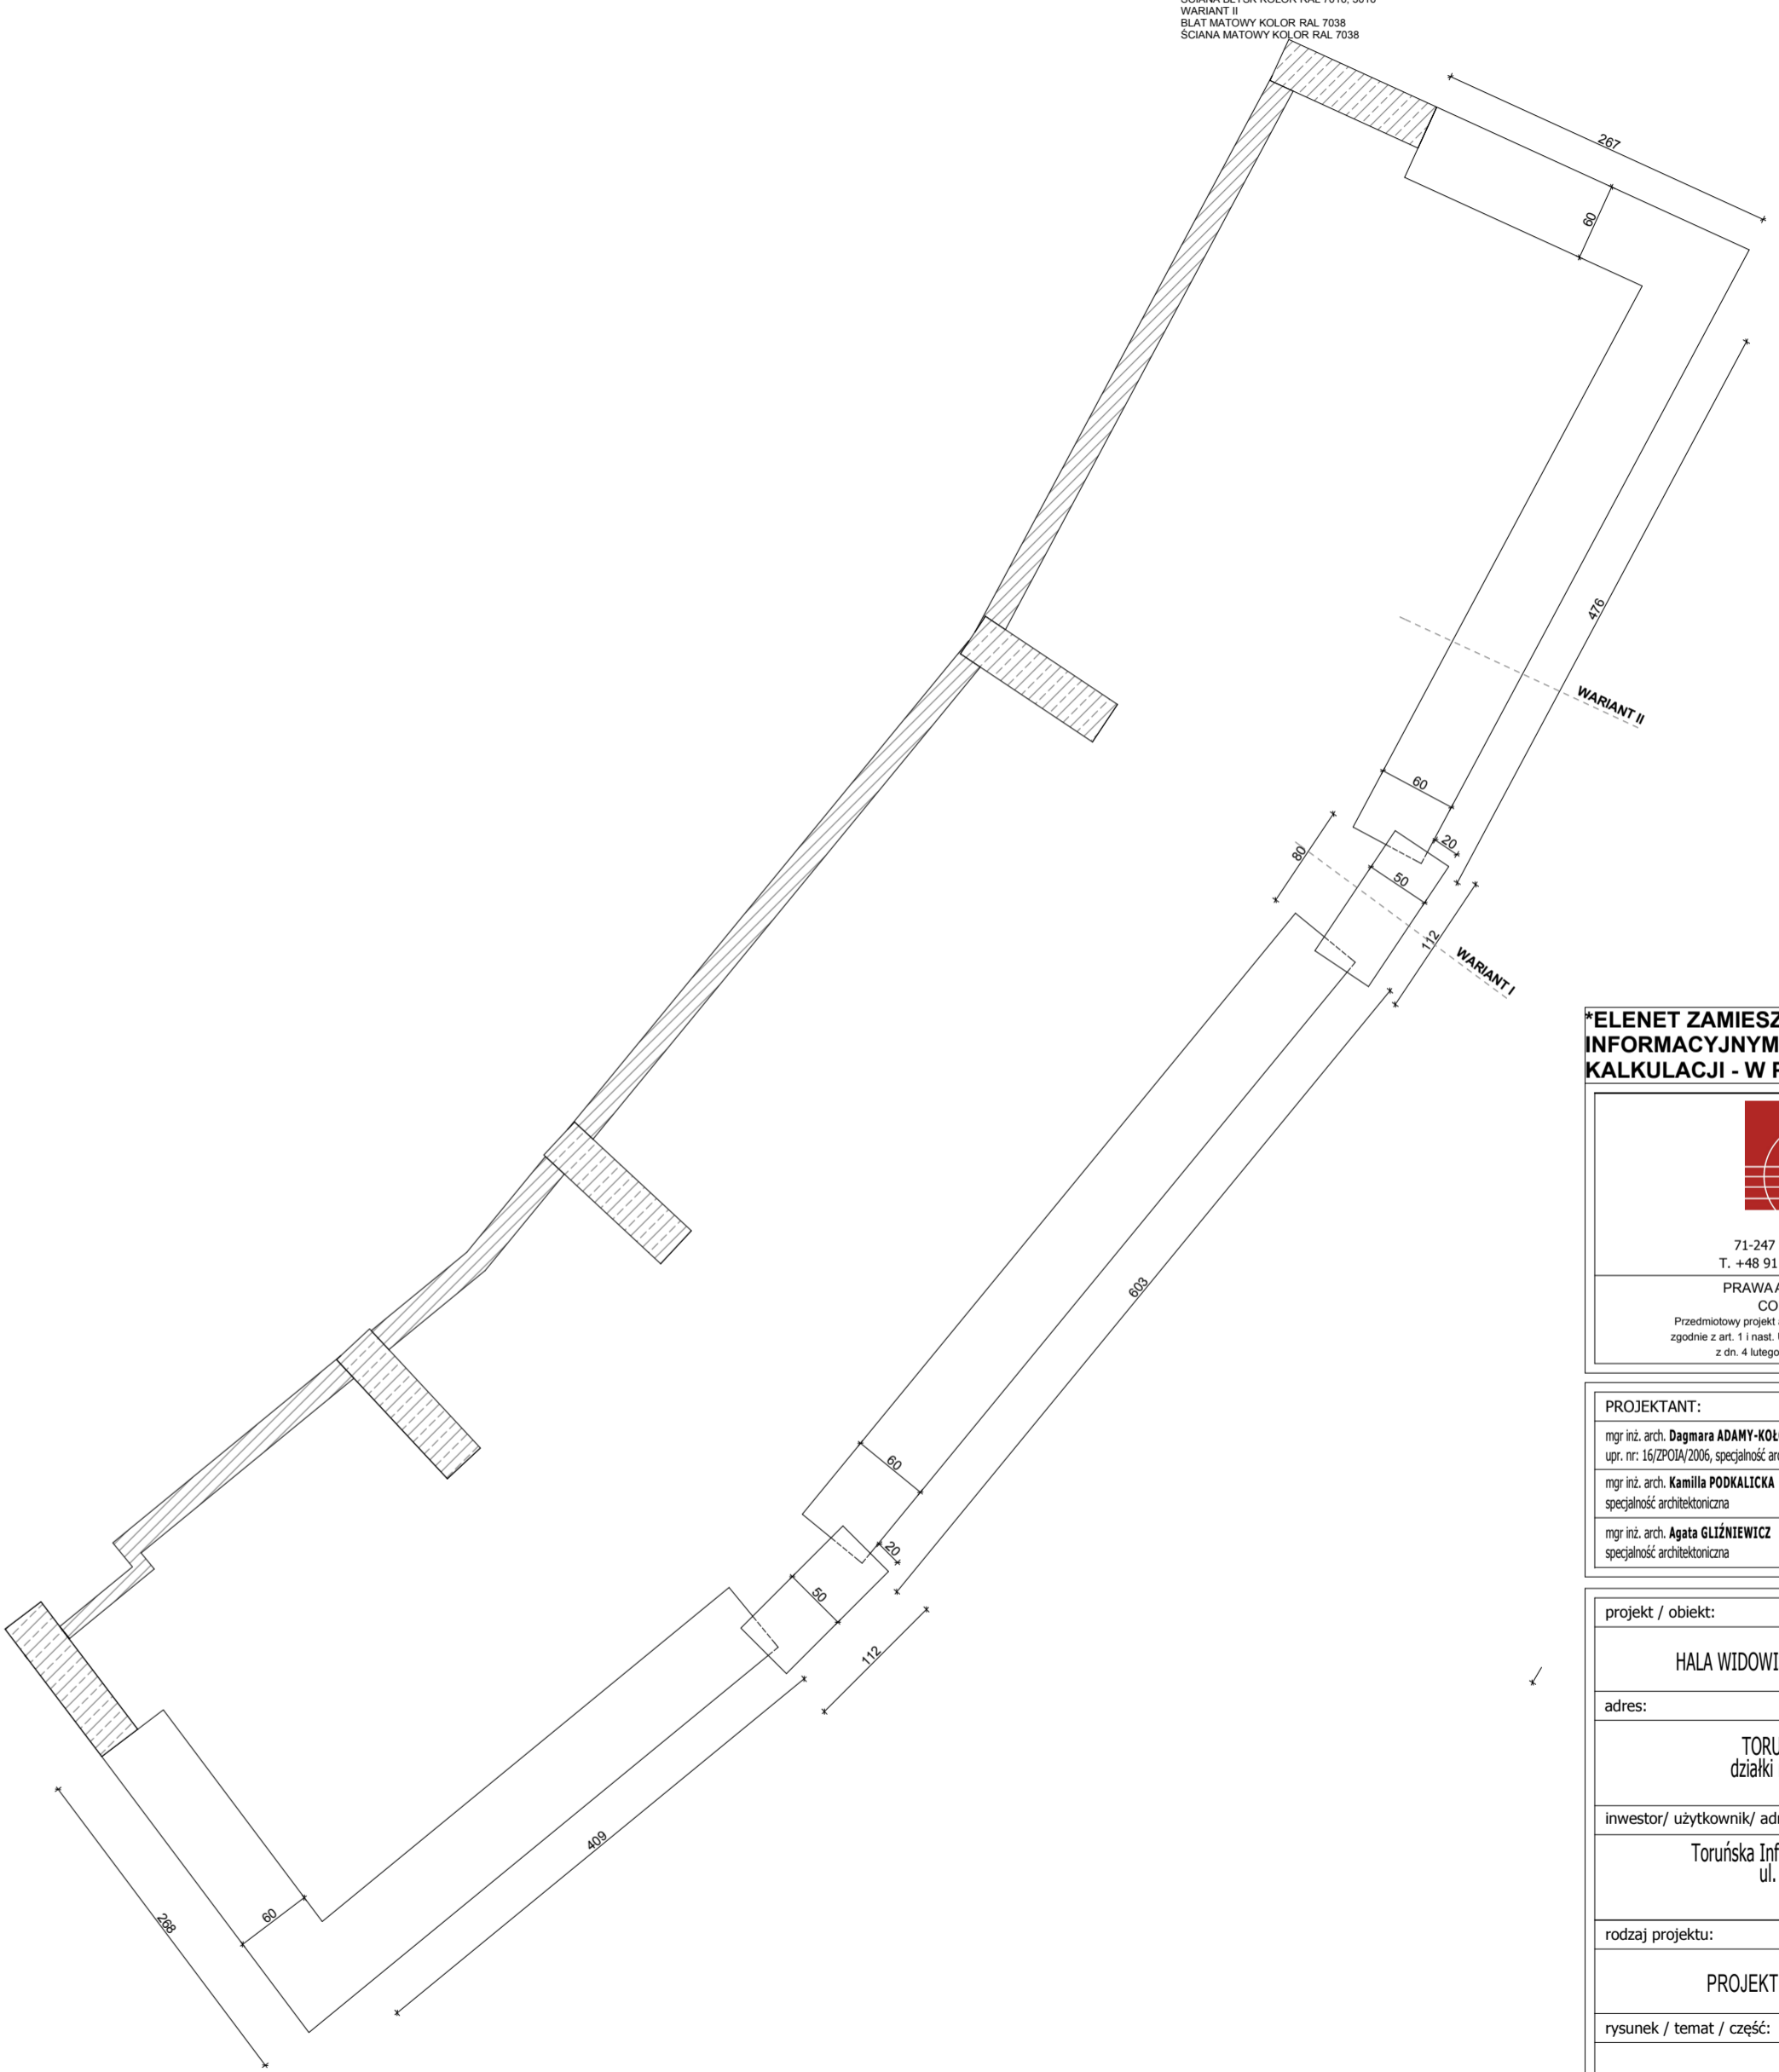 WARIANT II
BLAT MATOWY KOLOR RAL 7038
ŚCIANA MATOWY KOLOR RAL 7038
267
60
476
WARIANT II
60
20
80
50
112
WARIANT I
603
60
20
50
112
409
60
268
*ELENET ZAMIESZ
INFORMACYJNYM
KALKULACJI - W
71-247
T. +48 91
PRAWA A
CO
Przedmiotowy projekt
zgodnie z art. 1 i nast.
z dn. 4 lutego
PROJEKTANT:
mgr inż. arch. Dagmara ADAMY-KOŁ
upr. nr: 16/ZPOIA/2006, specjalność arc
mgr inż. arch. Kamilla PODKALICKA
specjalność architektoniczna
mgr inż. arch. Agata GLIŹNIEWICZ
specjalność architektoniczna
projekt / obiekt:
HALA WIDOWI
adres:
TORU
działki
inwestor/ użytkownik/ adr
Toruńska Inf
ul.
rodzaj projektu:
PROJEKT
rysunek / temat / część: